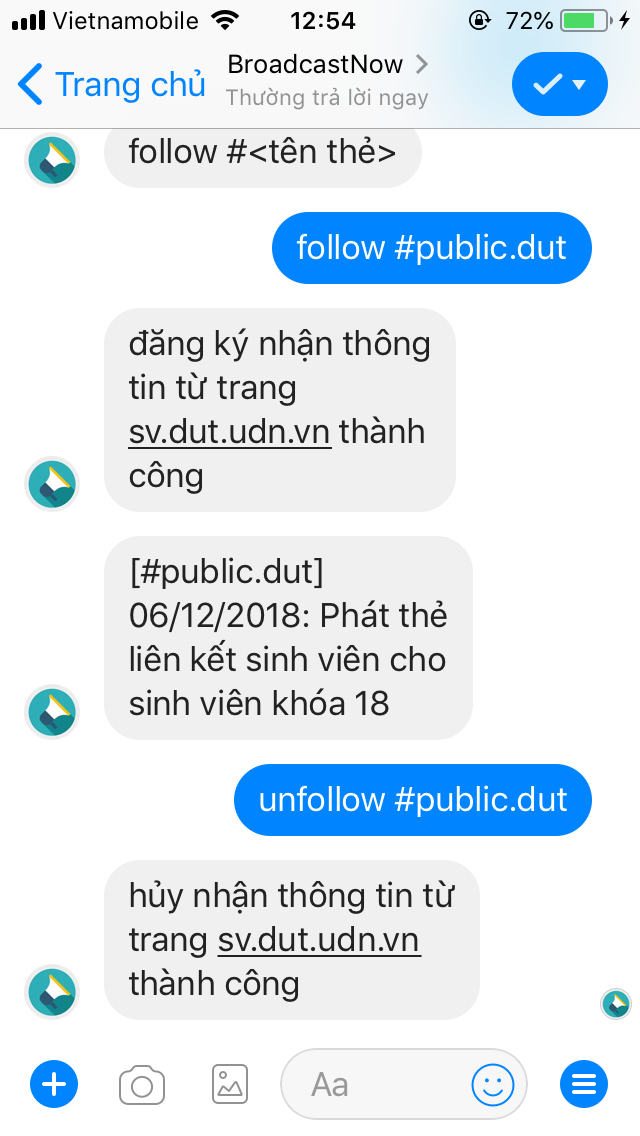 Vietnamobile 12:54 72%
Trang chủ
BroadcastNow
Thường trả lời ngay
follow #<tên thẻ>
follow #public.dut
đăng ký nhận thông
tin từ trang
sv.dut.udn.vn thành
công
[#public.dut]
06/12/2018: Phát thẻ
liên kết sinh viên cho
sinh viên khóa 18
unfollow #public.dut
hủy nhận thông tin từ
trang sv.dut.udn.vn
thành công
Aa